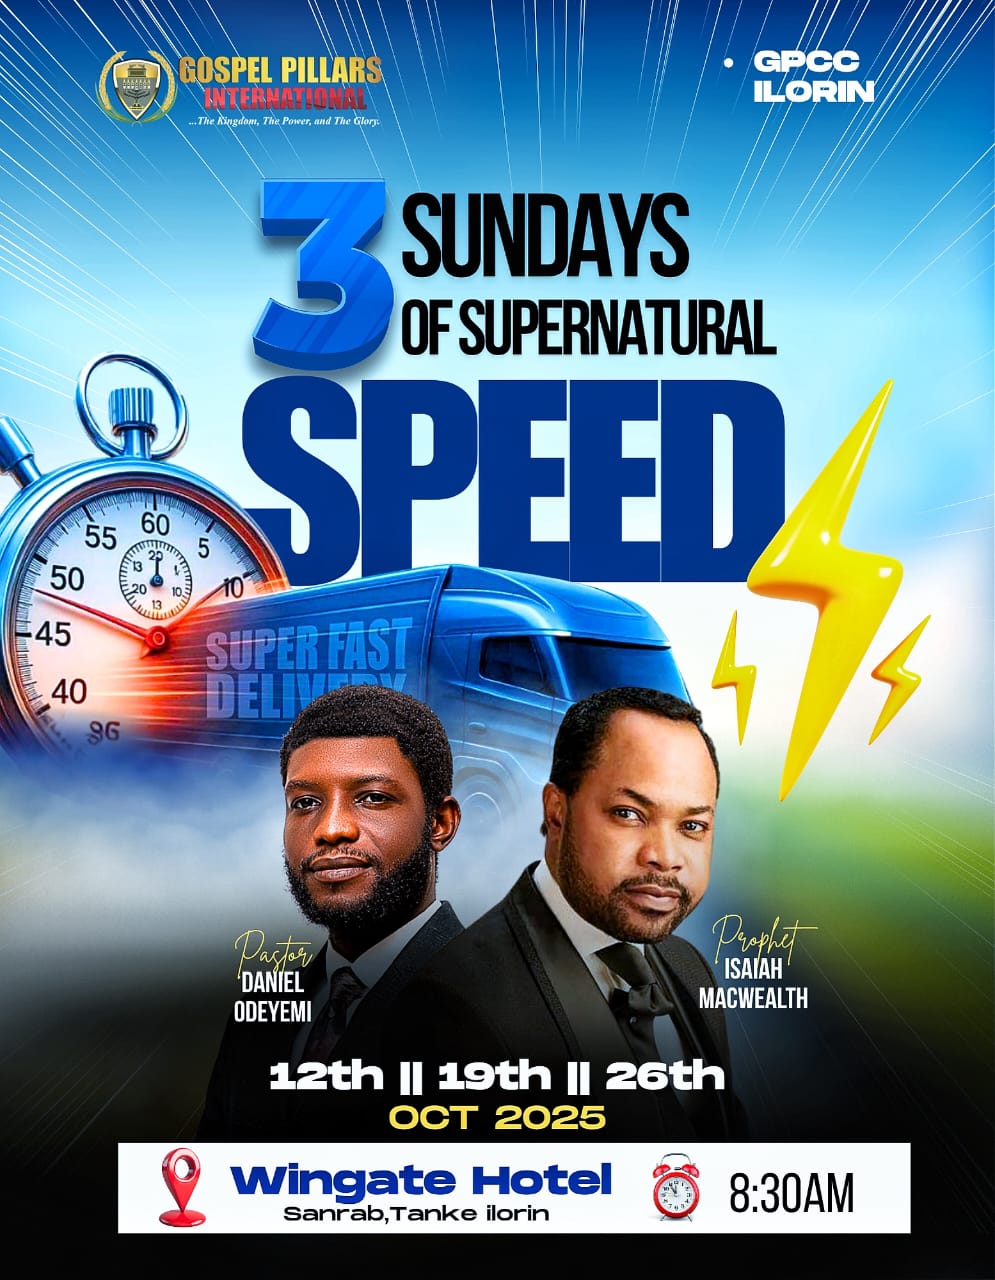 GOSPEL PILLARS
INTERNATIONAL
...The Kingdom, The Power, and The Glory.
• GPCC
ILORIN
3 SUNDAYS
OF SUPERNATURAL
SPEED
60
55
5
50
10
45
40
SUPER FAST
DELIVERY
Pastor
DANIEL
ODEYEMI
Prophet
ISAIAH
MACWEALTH
12th || 19th || 26th
OCT 2025
Wingate Hotel
Sanrab,Tanke ilorin
8:30AM